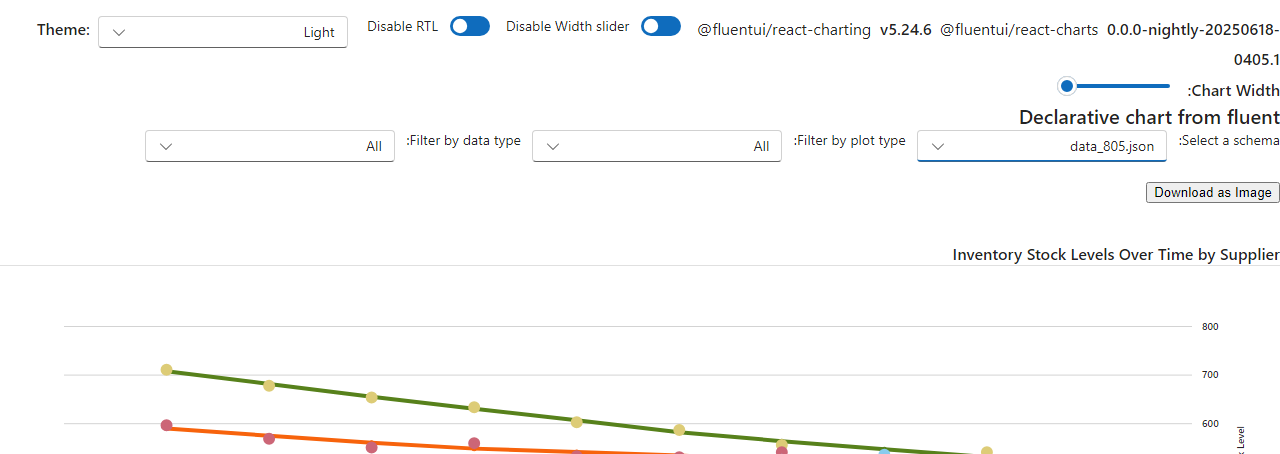 Theme: Light Disable RTL Disable Width slider @fluentui/react-charting v5.24.6 @fluentui/react-charts 0.0.0-nightly-20250618-
0405.1
:Chart Width
Declarative chart from fluent
:Select a schema data_805.json :Filter by plot type All :Filter by data type All
Download as Image
Inventory Stock Levels Over Time by Supplier
800
700
600
Level